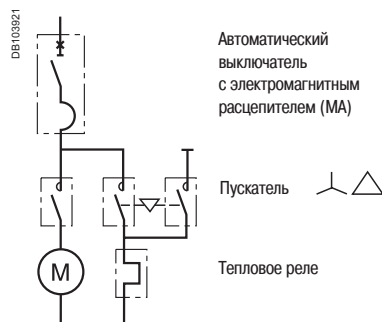 DB103921
Автоматический
выключатель
с электромагнитным
расцепителем (МА)
Пускатель
М
Тепловое реле